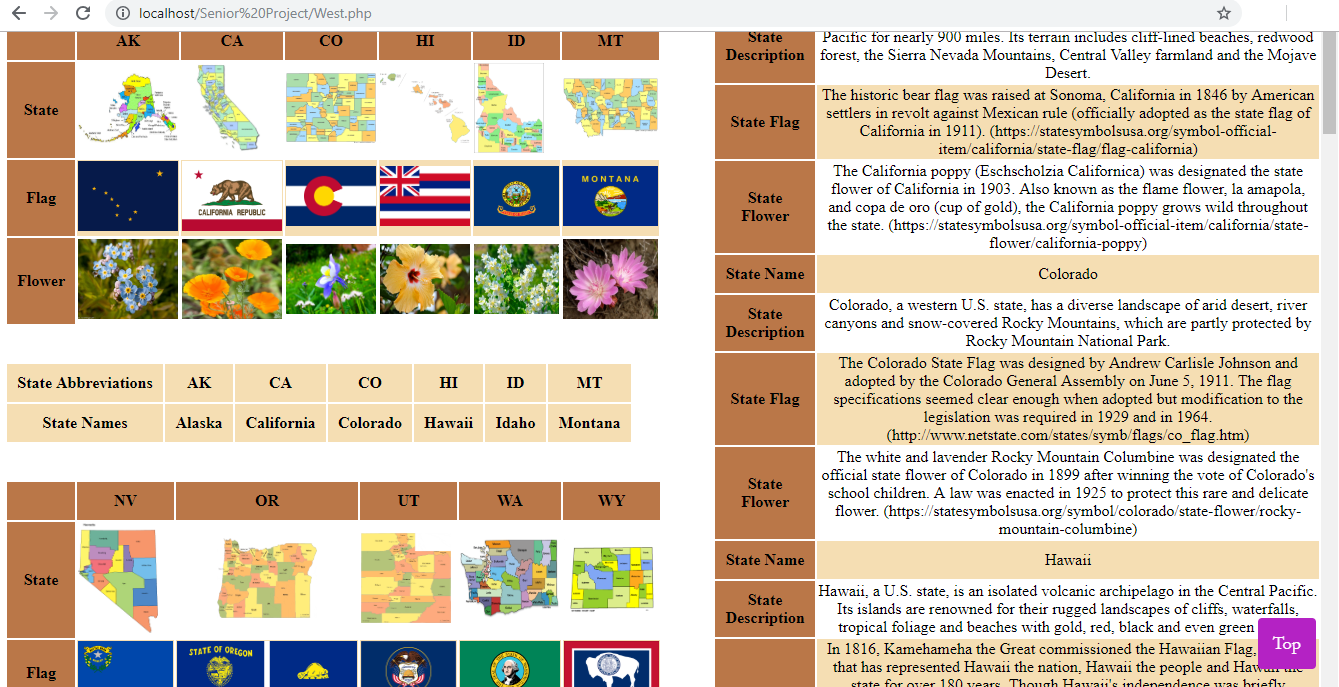 localhost/Senior%20Project/West.php
AK CA CO HI ID MT
State
Flag
CALIFORNIA REPUBLIC
MONTANA
Flower
State Abbreviations AK CA CO HI ID MT
State Names Alaska California Colorado Hawaii Idaho Montana
NV OR UT WA WY
State
Flag
STATE OF OREGON
State
Description
Pacific for nearly 900 miles. Its terrain includes cliff-lined beaches, redwood
forest, the Sierra Nevada Mountains, Central Valley farmland and the Mojave
Desert.
State Flag
The historic bear flag was raised at Sonoma, California in 1846 by American
settlers in revolt against Mexican rule (officially adopted as the state flag of
California in 1911). (https://statesymbolsusa.org/symbol-official-
item/california/state-flag/flag-california)
State
Flower
The California poppy (Eschscholzia Californica) was designated the state
flower of California in 1903. Also known as the flame flower, la amapola,
and copa de oro (cup of gold), the California poppy grows wild throughout
the state. (https://statesymbolsusa.org/symbol-official-item/california/state-
flower/california-poppy)
State Name
Colorado
State
Description
Colorado, a western U.S. state, has a diverse landscape of arid desert, river
canyons and snow-covered Rocky Mountains, which are partly protected by
Rocky Mountain National Park.
State Flag
The Colorado State Flag was designed by Andrew Carlisle Johnson and
adopted by the Colorado General Assembly on June 5, 1911. The flag
specifications seemed clear enough when adopted but modification to the
legislation was required in 1929 and in 1964.
(http://www.netstate.com/states/symb/flags/co_flag.htm)
State
Flower
The white and lavender Rocky Mountain Columbine was designated the
official state flower of Colorado in 1899 after winning the vote of Colorado's
school children. A law was enacted in 1925 to protect this rare and delicate
flower. (https://statesymbolsusa.org/symbol/colorado/state-flower/rocky-
mountain-columbine)
State Name
Hawaii
State
Description
Hawaii, a U.S. state, is an isolated volcanic archipelago in the Central Pacific.
Its islands are renowned for their rugged landscapes of cliffs, waterfalls,
tropical foliage and beaches with gold, red, black and even green
Top
In 1816, Kamehameha the Great commissioned the Hawaiian Flag,
that has represented Hawaii the nation, Hawaii the people and Hawaii the
state for over 180 years. Though Hawaii's independence was briefly